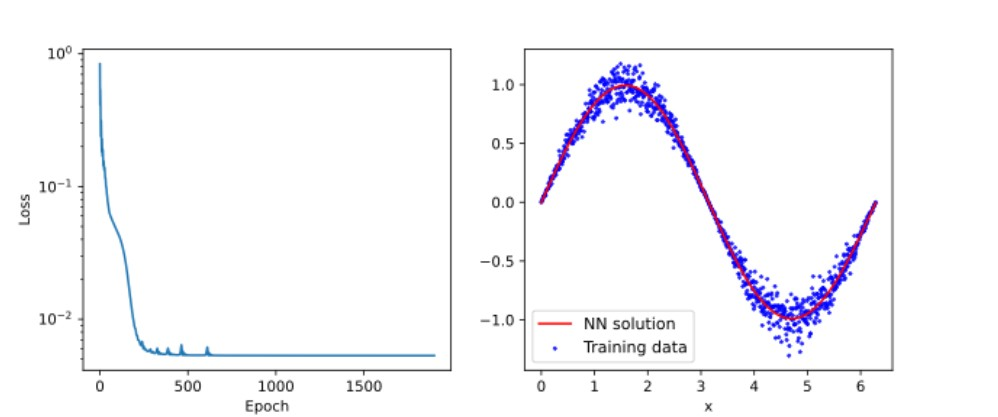 10⁰
10⁻¹
10⁻²
Loss
0 500 1000 1500
Epoch
1.0
0.5
0.0
−0.5
−1.0
NN solution
Training data
0 1 2 3 4 5 6
x